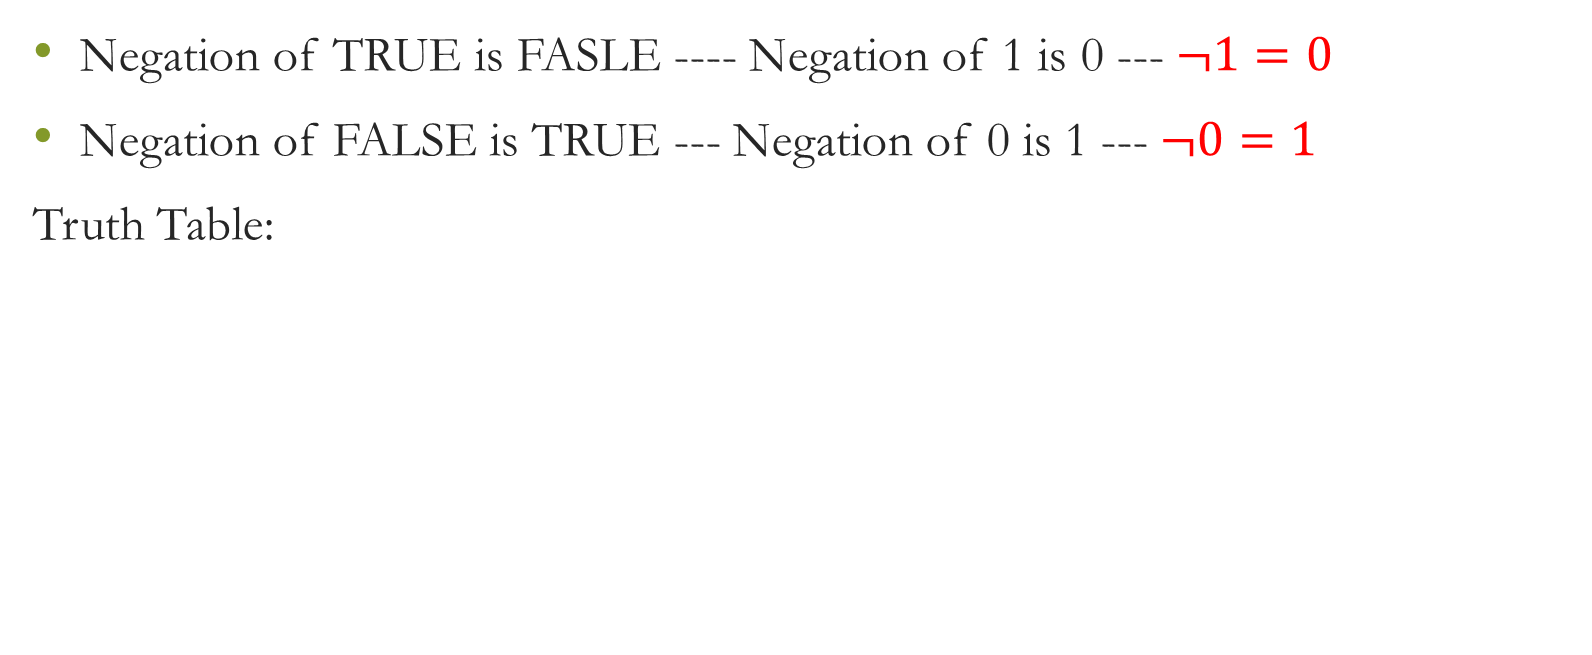 • Negation of TRUE is FASLE ---- Negation of 1 is 0 --- ¬1 = 0
• Negation of FALSE is TRUE --- Negation of 0 is 1 --- ¬0 = 1
Truth Table: